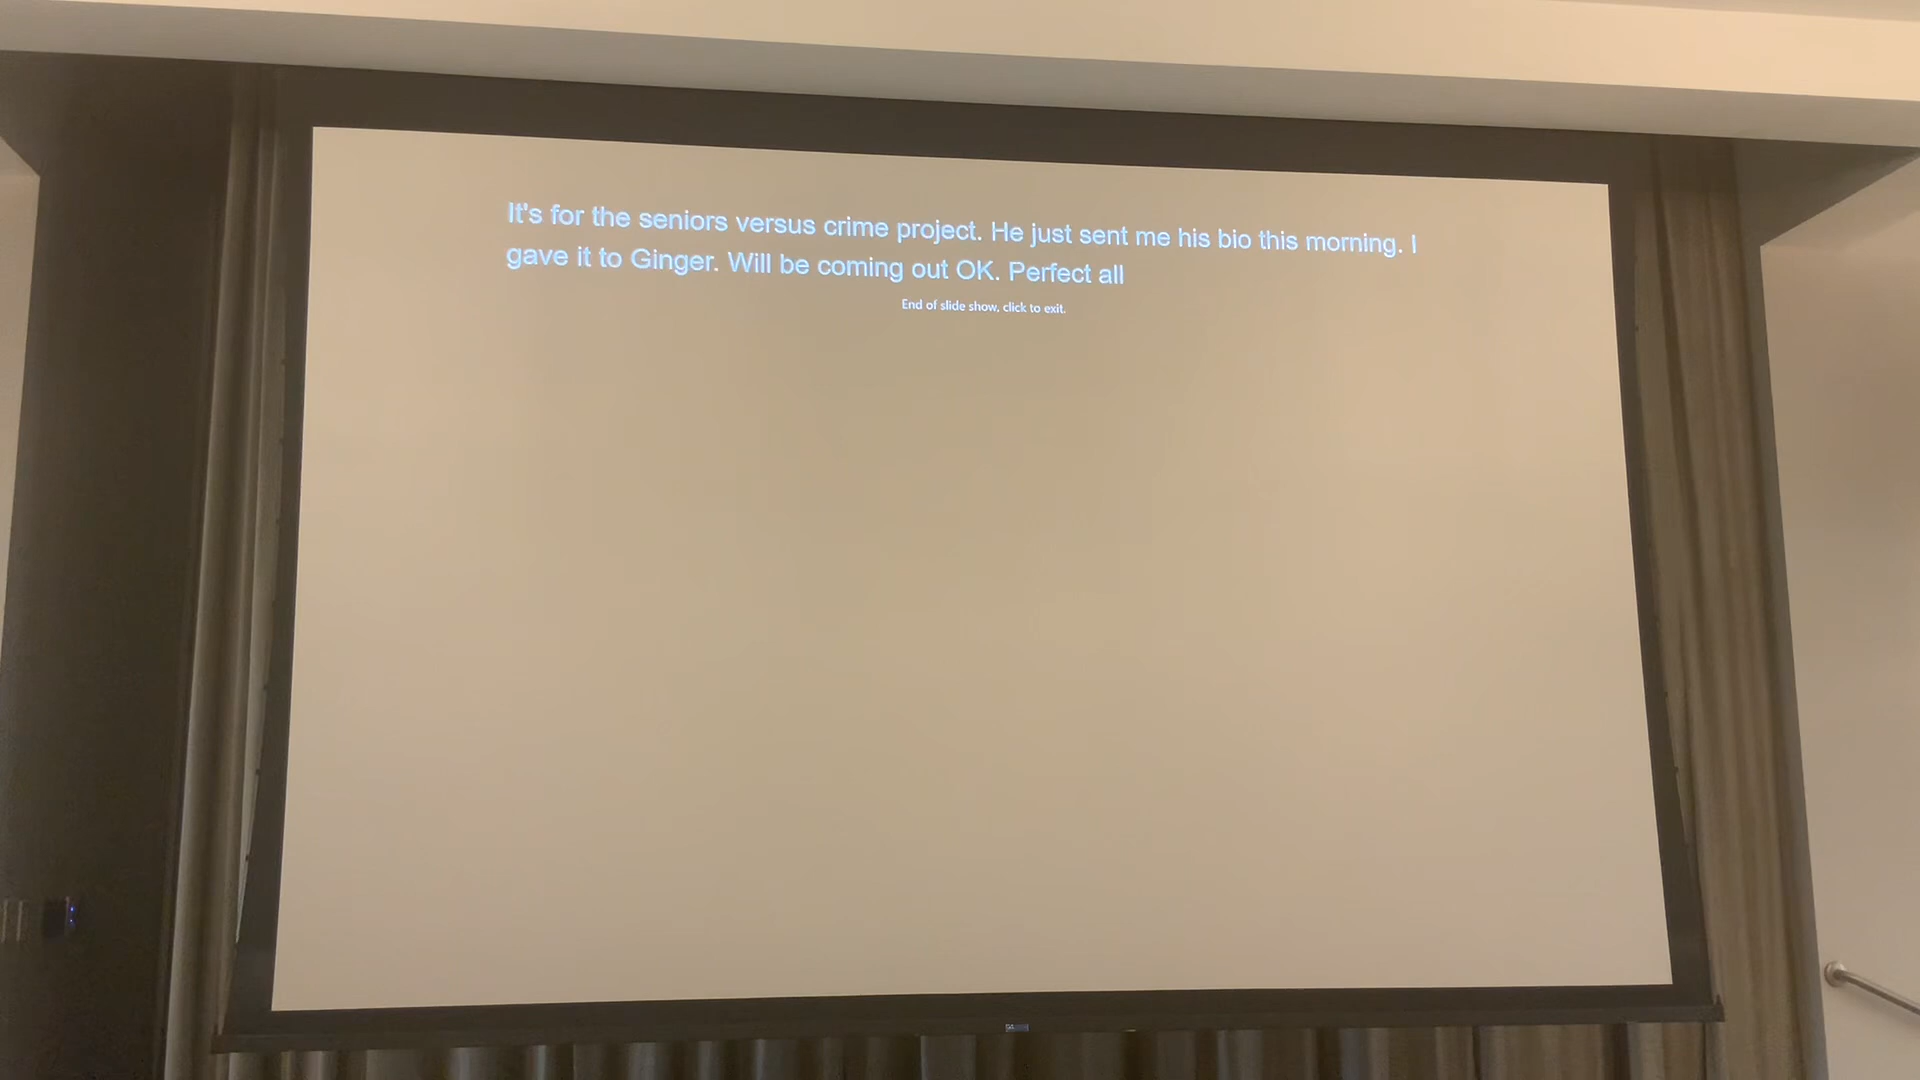 It's for the seniors versus crime project. He just sent me his bio this morning. I
gave it to Ginger. Will be coming out OK. Perfect all
End of slide show, click to exit.